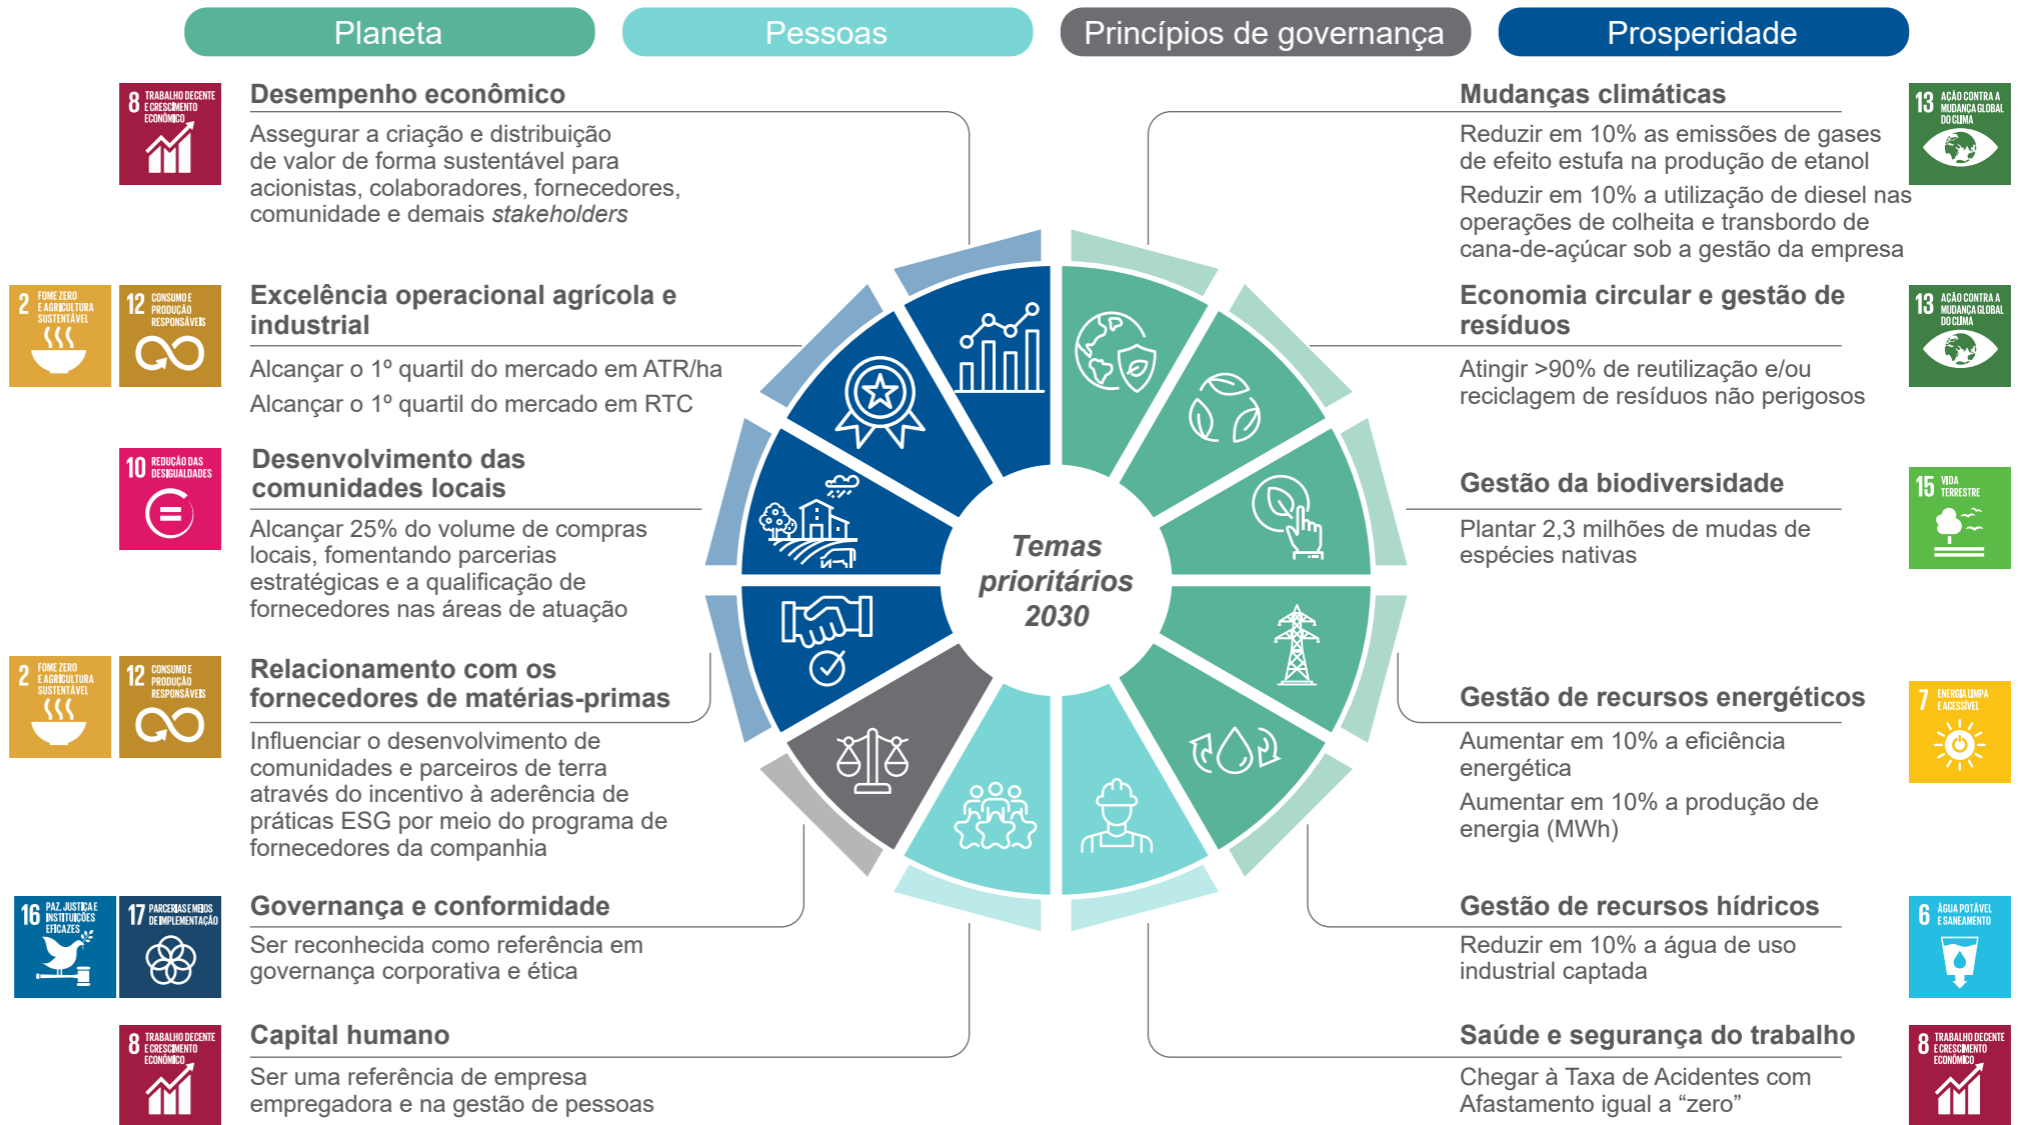 Planeta
Pessoas
Princípios de governança
Prosperidade
8 TRABALHO DECENTE
E CRESCIMENTO
ECONÔMICO
Desempenho econômico
Assegurar a criação e distribuição
de valor de forma sustentável para
acionistas, colaboradores, fornecedores,
comunidade e demais stakeholders
2 FOME ZERO
E AGRICULTURA
SUSTENTÁVEL
12 CONSUMO E
PRODUÇÃO
RESPONSÁVEIS
Excelência operacional agrícola e
industrial
Alcançar o 1º quartil do mercado em ATR/ha
Alcançar o 1º quartil do mercado em RTC
10 REDUÇÃO DAS
DESIGUALDADES
Desenvolvimento das
comunidades locais
Alcançar 25% do volume de compras
locais, fomentando parcerias
estratégicas e a qualificação de
fornecedores nas áreas de atuação
2 FOME ZERO
E AGRICULTURA
SUSTENTÁVEL
12 CONSUMO E
PRODUÇÃO
RESPONSÁVEIS
Relacionamento com os
fornecedores de matérias-primas
Influenciar o desenvolvimento de
comunidades e parceiros de terra
através do incentivo à aderência de
práticas ESG por meio do programa de
fornecedores da companhia
16 PAZ, JUSTIÇA E
INSTITUIÇÕES
EFICAZES
17 PARCERIAS E MEIOS
DE IMPLEMENTAÇÃO
Governança e conformidade
Ser reconhecida como referência em
governança corporativa e ética
8 TRABALHO DECENTE
E CRESCIMENTO
ECONÔMICO
Capital humano
Ser uma referência de empresa
empregadora e na gestão de pessoas
Temas
prioritários
2030
Mudanças climáticas
Reduzir em 10% as emissões de gases
de efeito estufa na produção de etanol
Reduzir em 10% a utilização de diesel nas
operações de colheita e transbordo de
cana-de-açúcar sob a gestão da empresa
13 AÇÃO CONTRA A
MUDANÇA GLOBAL
DO CLIMA
Economia circular e gestão de
resíduos
Atingir >90% de reutilização e/ou
reciclagem de resíduos não perigosos
13 AÇÃO CONTRA A
MUDANÇA GLOBAL
DO CLIMA
Gestão da biodiversidade
Plantar 2,3 milhões de mudas de
espécies nativas
15 VIDA
TERRESTRE
Gestão de recursos energéticos
Aumentar em 10% a eficiência
energética
Aumentar em 10% a produção de
energia (MWh)
7 ENERGIA LIMPA
E ACESSÍVEL
Gestão de recursos hídricos
Reduzir em 10% a água de uso
industrial captada
6 ÁGUA POTÁVEL
E SANEAMENTO
Saúde e segurança do trabalho
Chegar à Taxa de Acidentes com
Afastamento igual a “zero”
8 TRABALHO DECENTE
E CRESCIMENTO
ECONÔMICO